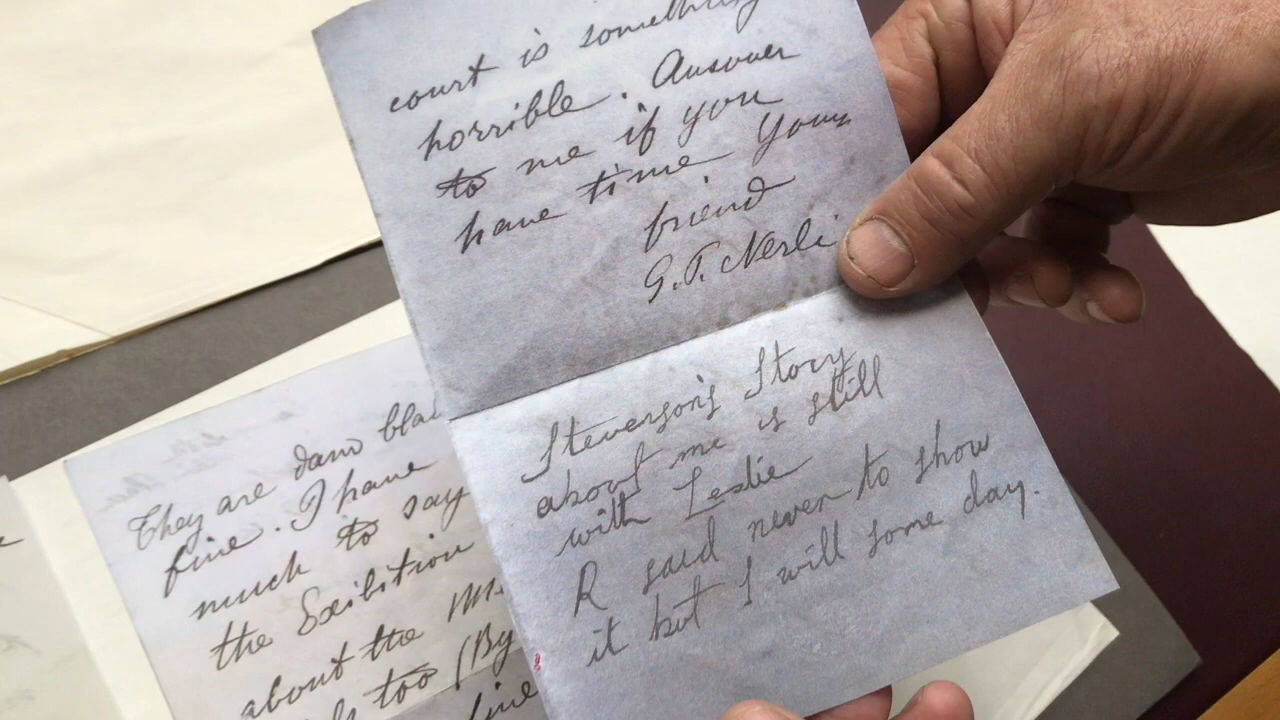 court is something
horrible. Answer
to me if you
have time Yours
friend
G.P. Nerli
Stevenson's Story
about me is still
with Leslie
R said never to show
it but I will some day.
They are damn
fine. I have
much to say
the Exibition
about the
too (By
fine